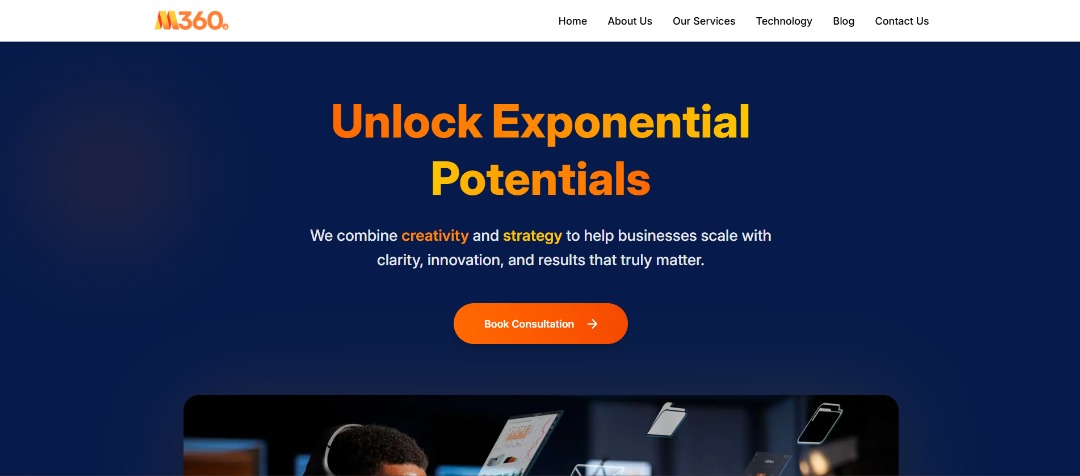 M360
Home About Us Our Services Technology Blog Contact Us
Unlock Exponential
Potentials
We combine creativity and strategy to help businesses scale with
clarity, innovation, and results that truly matter.
Book Consultation